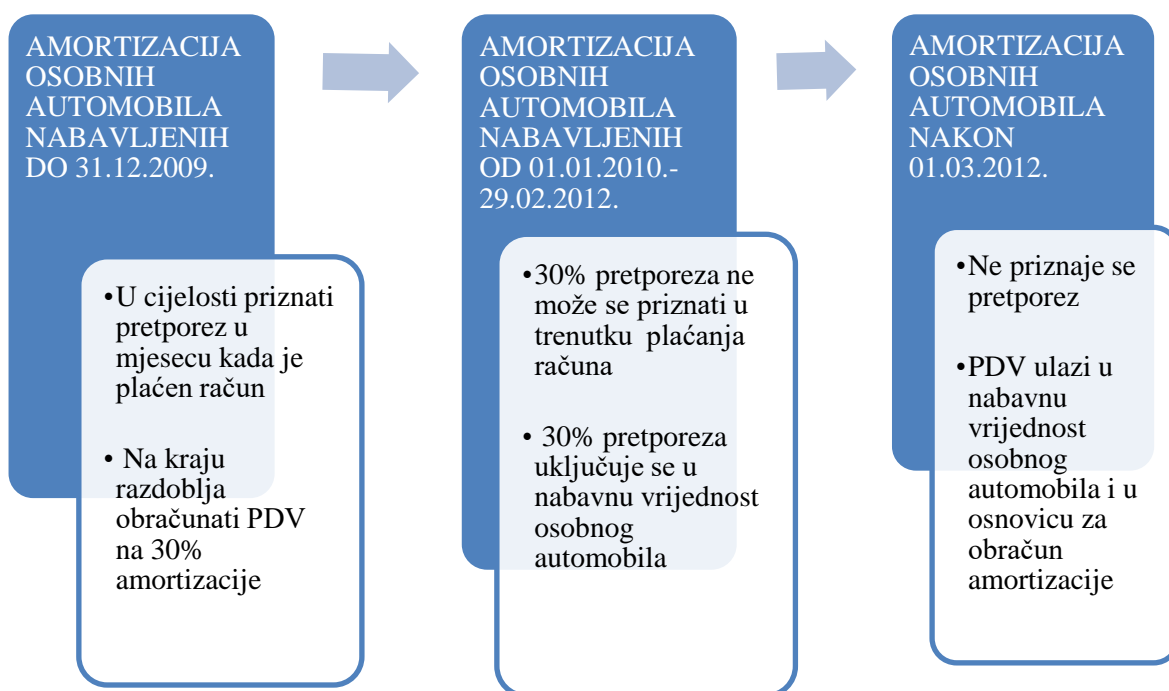 AMORTIZACIJA
OSOBNIH
AUTOMOBILA
NABAVLJENIH
DO 31.12.2009.
•U cijelosti priznati
pretporez u
mjesecu kada je
plaćen račun
• Na kraju
razdoblja
obračunati PDV
na 30%
amortizacije
AMORTIZACIJA
OSOBNIH
AUTOMOBILA
NABAVLJENIH
OD 01.01.2010.-
29.02.2012.
•30% pretporeza ne
može se priznati u
trenutku plaćanja
računa
• 30% pretporeza
uključuje se u
nabavnu vrijednost
osobnog
automobila
AMORTIZACIJA
OSOBNIH
AUTOMOBILA
NAKON
01.03.2012.
•Ne priznaje se
pretporez
•PDV ulazi u
nabavnu
vrijednost
osobnog
automobila i u
osnovicu za
obračun
amortizacije